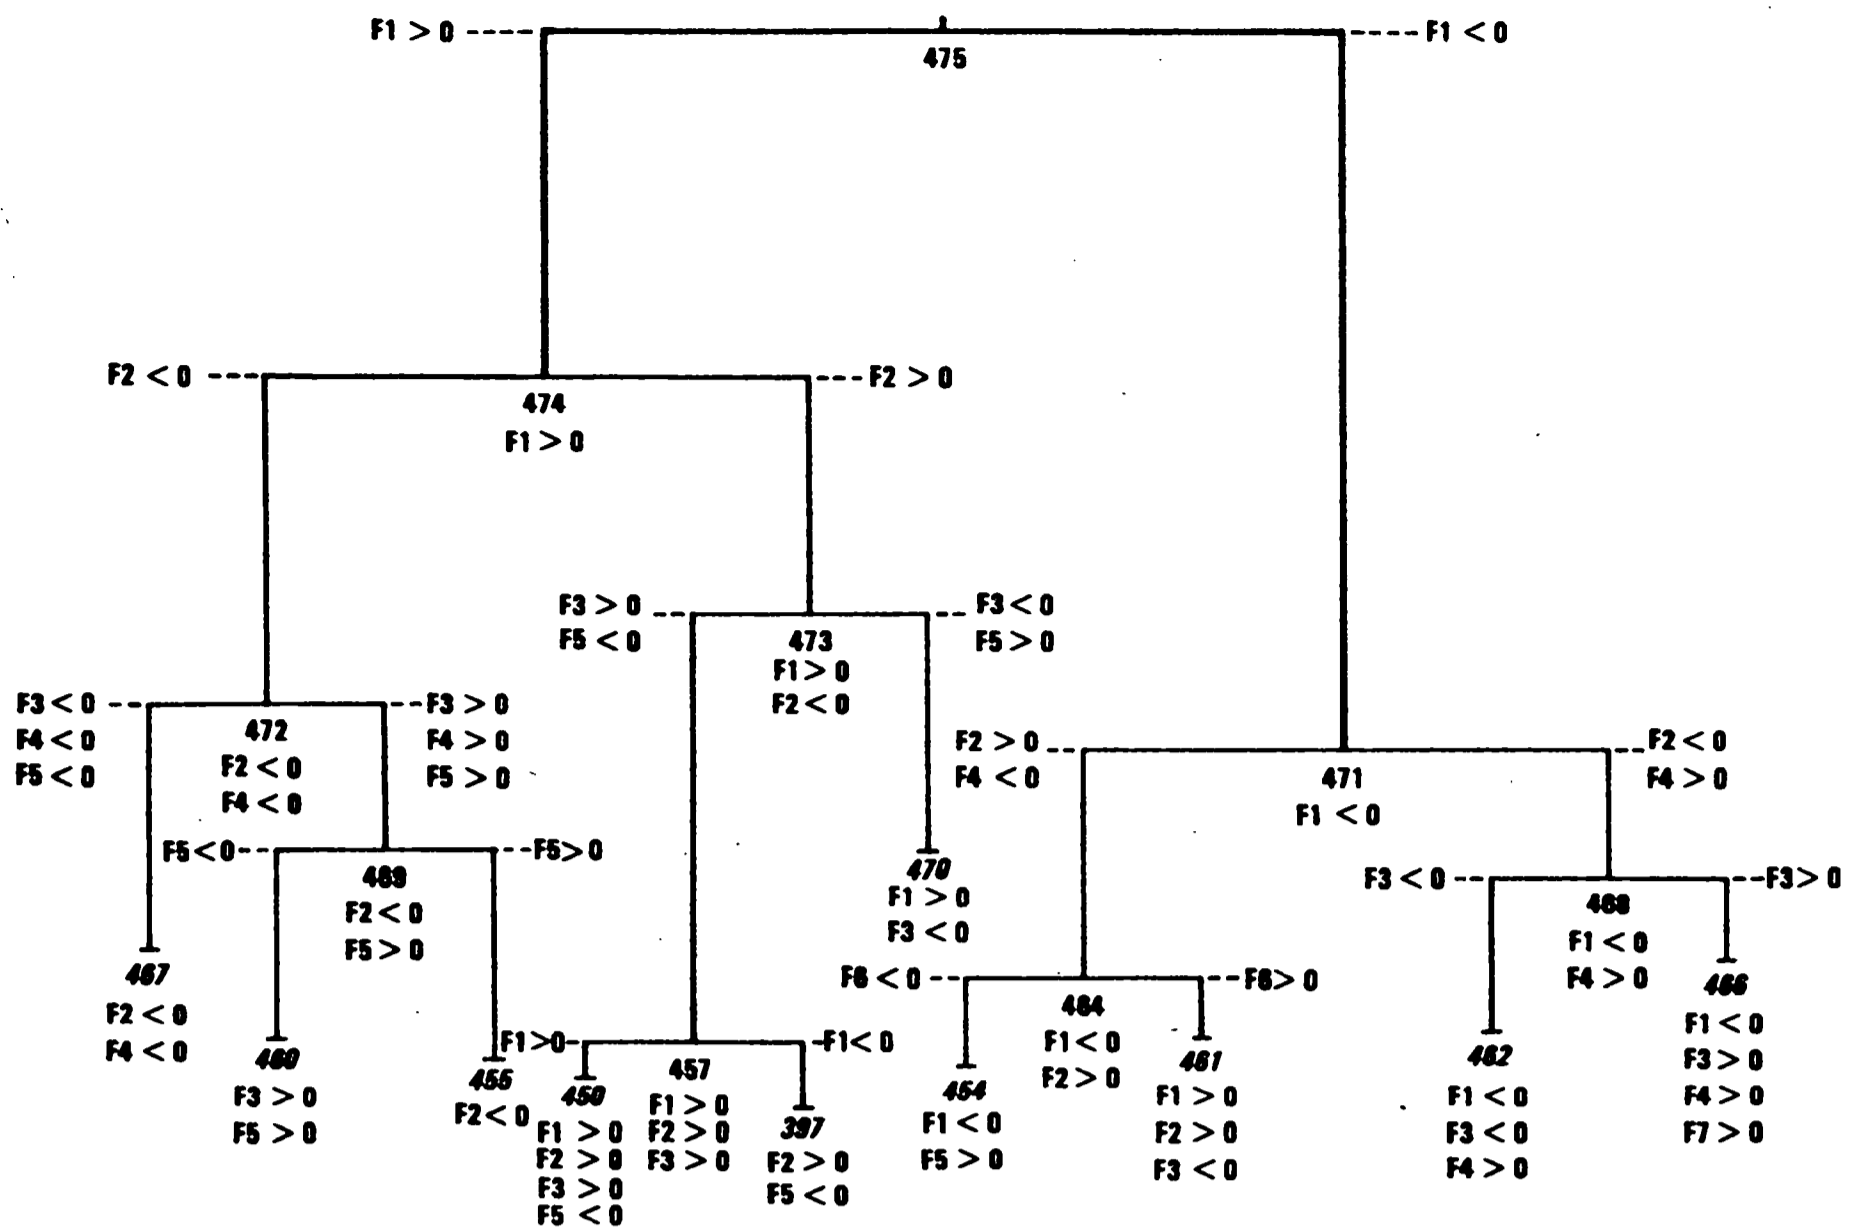 F1 > 0
F1 < 0
475
F2 < 0
F2 > 0
474
F1 > 0
F3 > 0
F5 < 0
F3 < 0
F5 > 0
473
F1 > 0
F2 < 0
F3 < 0
F4 < 0
F5 < 0
F3 > 0
F4 > 0
F5 > 0
472
F2 < 0
F4 < 0
F2 > 0
F4 < 0
F2 < 0
F4 > 0
471
F1 < 0
F5 < 0
F5 > 0
469
F2 < 0
F5 > 0
470
F1 > 0
F3 < 0
F3 < 0
F3 > 0
468
F1 < 0
F4 > 0
467
F2 < 0
F4 < 0
F6 < 0
F6 > 0
464
F1 < 0
F2 > 0
466
F1 < 0
F3 > 0
F4 > 0
F7 > 0
460
F3 > 0
F5 > 0
455
F2 < 0
F1 > 0
F1 < 0
457
F1 > 0
F2 > 0
F3 > 0
450
F1 > 0
F2 > 0
F3 > 0
F5 < 0
397
F2 > 0
F5 < 0
454
F1 < 0
F5 > 0
461
F1 > 0
F2 > 0
F3 < 0
462
F1 < 0
F3 < 0
F4 > 0